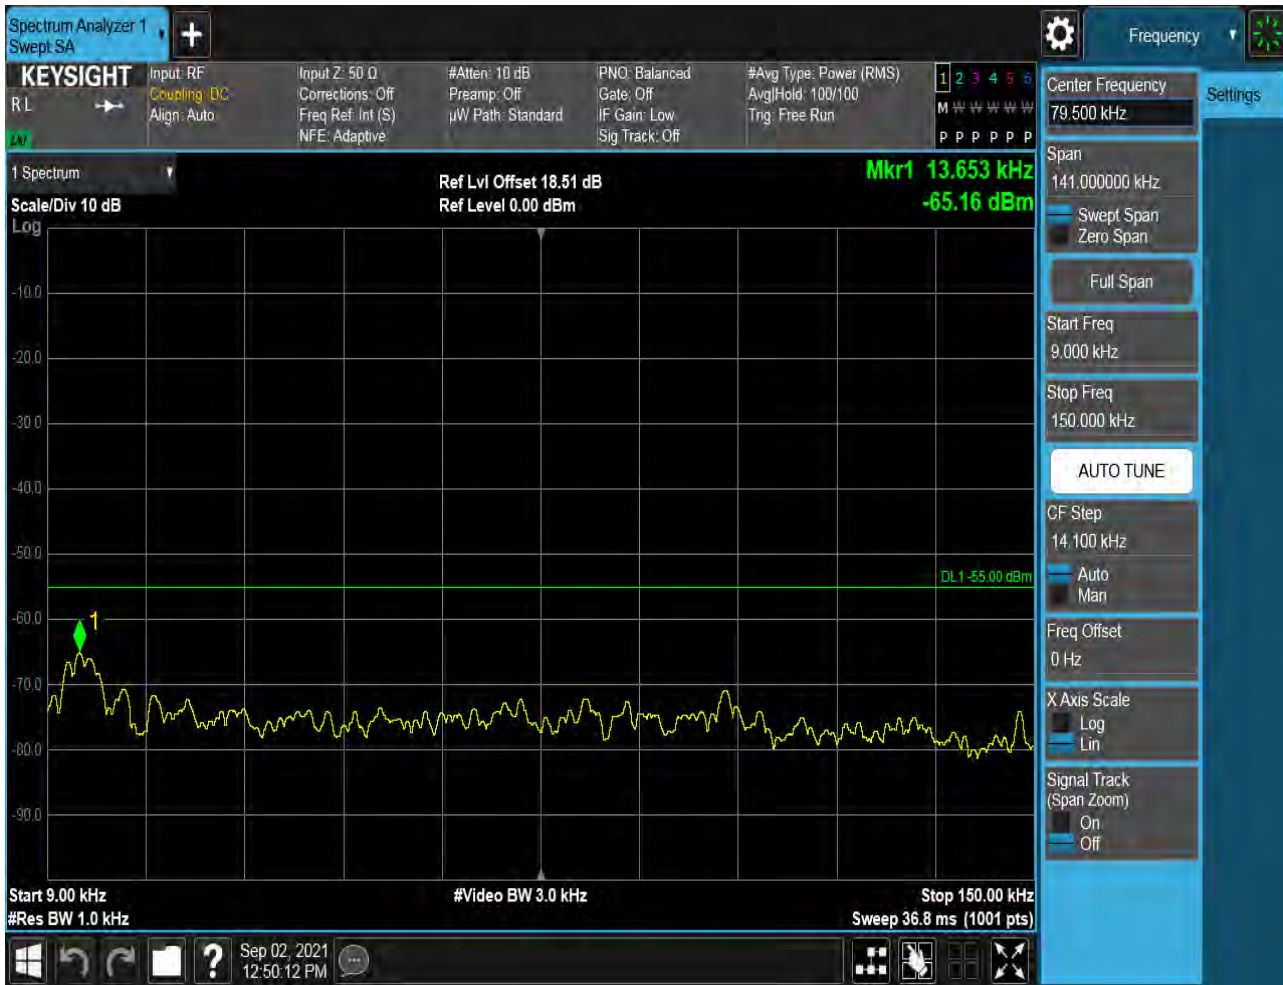 Spectrum Analyzer 1
Swept SA
Frequency
KEYSIGHT
RL
LXI
Input: RF
Coupling: DC
Align: Auto
Input Z: 50 Ω
Corrections: Off
Freq Ref: Int (S)
NFE: Adaptive
#Atten: 10 dB
Preamp: Off
µW Path: Standard
PNO: Balanced
Gate: Off
IF Gain: Low
Sig Track: Off
#Avg Type: Power (RMS)
Avg|Hold: 100/100
Trig: Free Run
1 2 3 4 5 6
M W W W W W
P P P P P P
1 Spectrum
Scale/Div 10 dB
Log
Ref Lvl Offset 18.51 dB
Ref Level 0.00 dBm
Mkr1 13.653 kHz
-65.16 dBm
-10.0
-20.0
-30.0
-40.0
-50.0
DL1 -55.00 dBm
-60.0
1
-70.0
-80.0
-90.0
Start 9.00 kHz
#Res BW 1.0 kHz
#Video BW 3.0 kHz
Stop 150.00 kHz
Sweep 36.8 ms (1001 pts)
Sep 02, 2021
12:50:12 PM
?
Center Frequency
79.500 kHz
Settings
Span
141.000000 kHz
Swept Span
Zero Span
Full Span
Start Freq
9.000 kHz
Stop Freq
150.000 kHz
AUTO TUNE
CF Step
14.100 kHz
Auto
Man
Freq Offset
0 Hz
X Axis Scale
Log
Lin
Signal Track
(Span Zoom)
On
Off